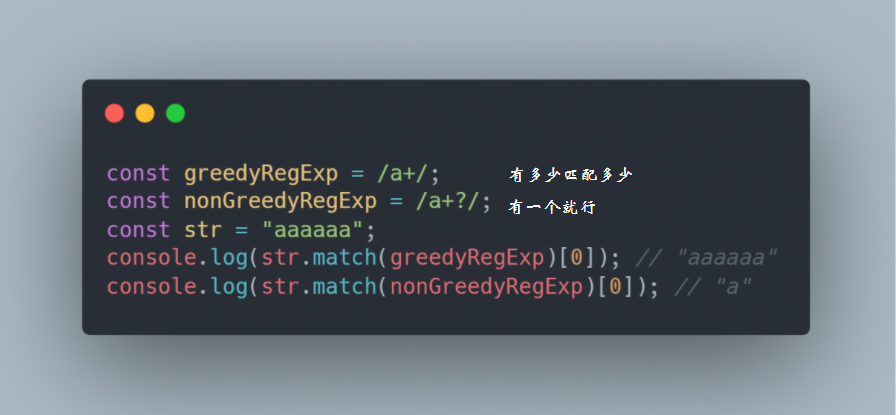 const greedyRegExp = /a+/; 有多少匹配多少
const nonGreedyRegExp = /a+?/; 有一个就行
const str = "aaaaaa";
console.log(str.match(greedyRegExp)[0]); // "aaaaaa"
console.log(str.match(nonGreedyRegExp)[0]); // "a"